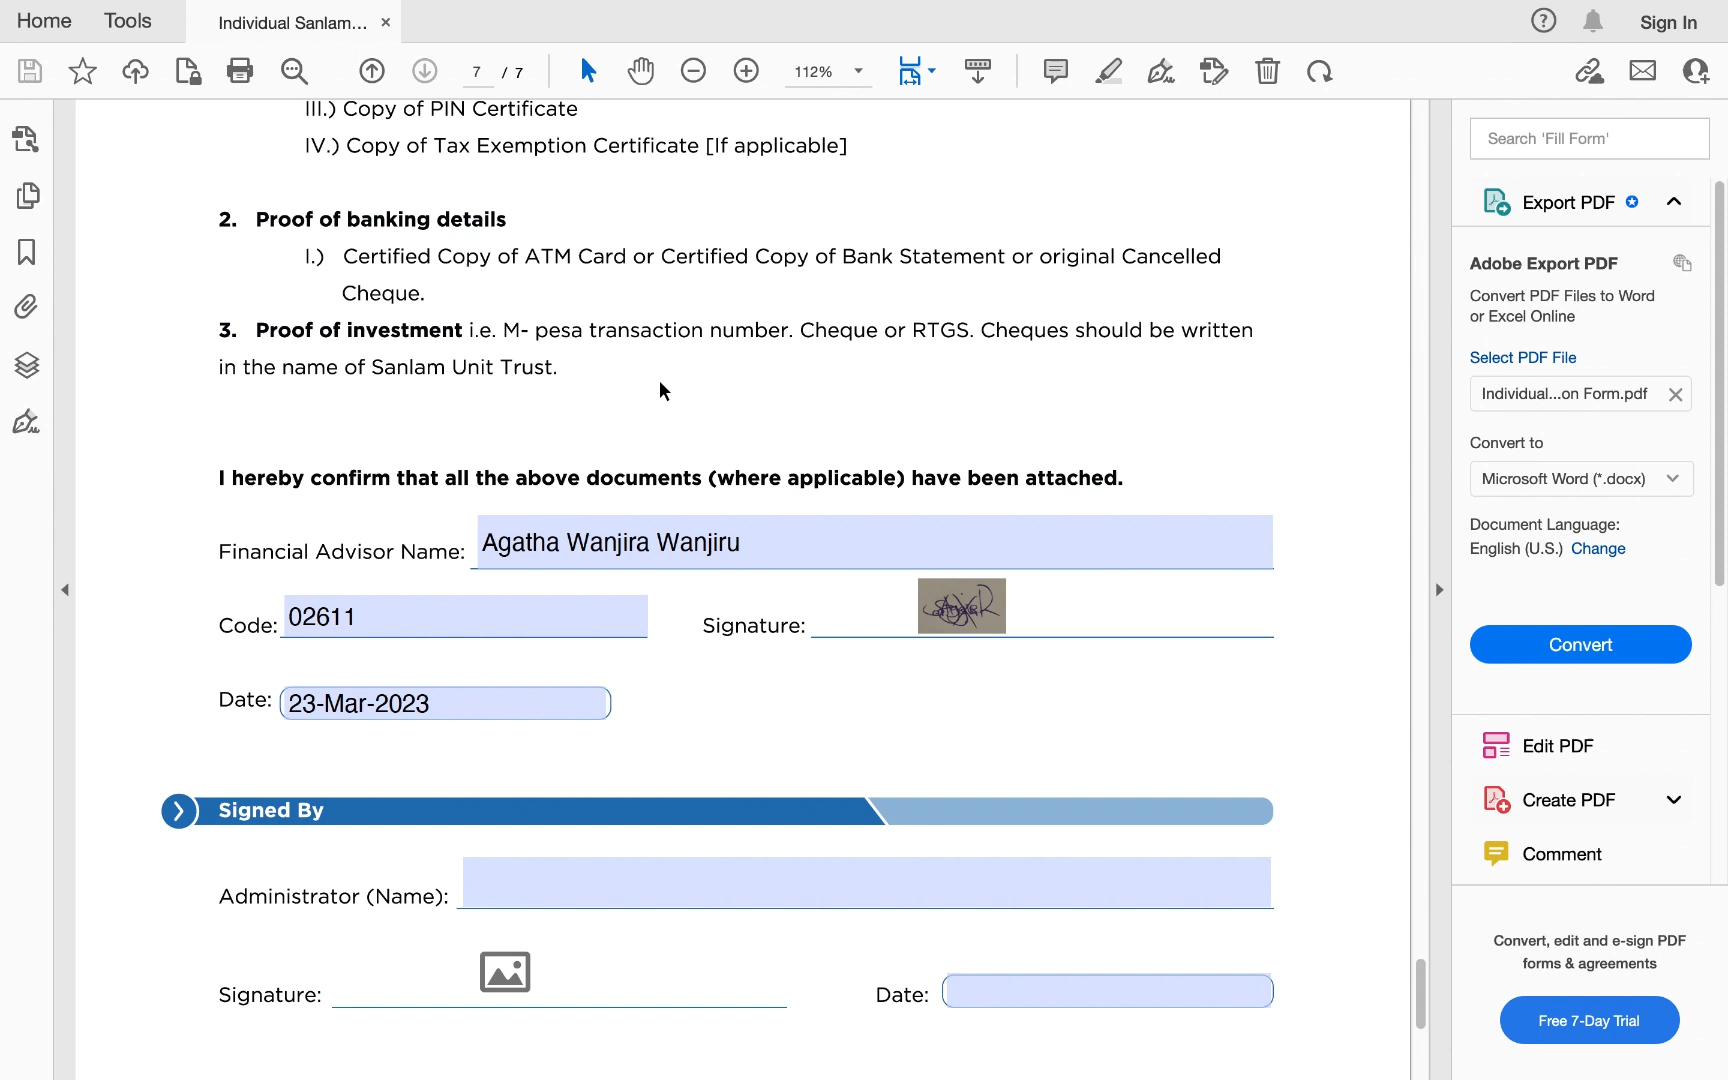 Home Tools Individual Sanlam... × Sign In
7 / 7 112%
III.) Copy of PIN Certificate
IV.) Copy of Tax Exemption Certificate [If applicable]
2. Proof of banking details
I.) Certified Copy of ATM Card or Certified Copy of Bank Statement or original Cancelled
Cheque.
3. Proof of investment i.e. M- pesa transaction number. Cheque or RTGS. Cheques should be written
in the name of Sanlam Unit Trust.
I hereby confirm that all the above documents (where applicable) have been attached.
Financial Advisor Name: Agatha Wanjira Wanjiru
Code: 02611 Signature:
Date: 23-Mar-2023
Signed By
Administrator (Name):
Signature: Date:
Search 'Fill Form'
Export PDF
Adobe Export PDF
Convert PDF Files to Word
or Excel Online
Select PDF File
Individual...on Form.pdf
Convert to
Microsoft Word (*.docx)
Document Language:
English (U.S.) Change
Convert
Edit PDF
Create PDF
Comment
Convert, edit and e-sign PDF
forms & agreements
Free 7-Day Trial